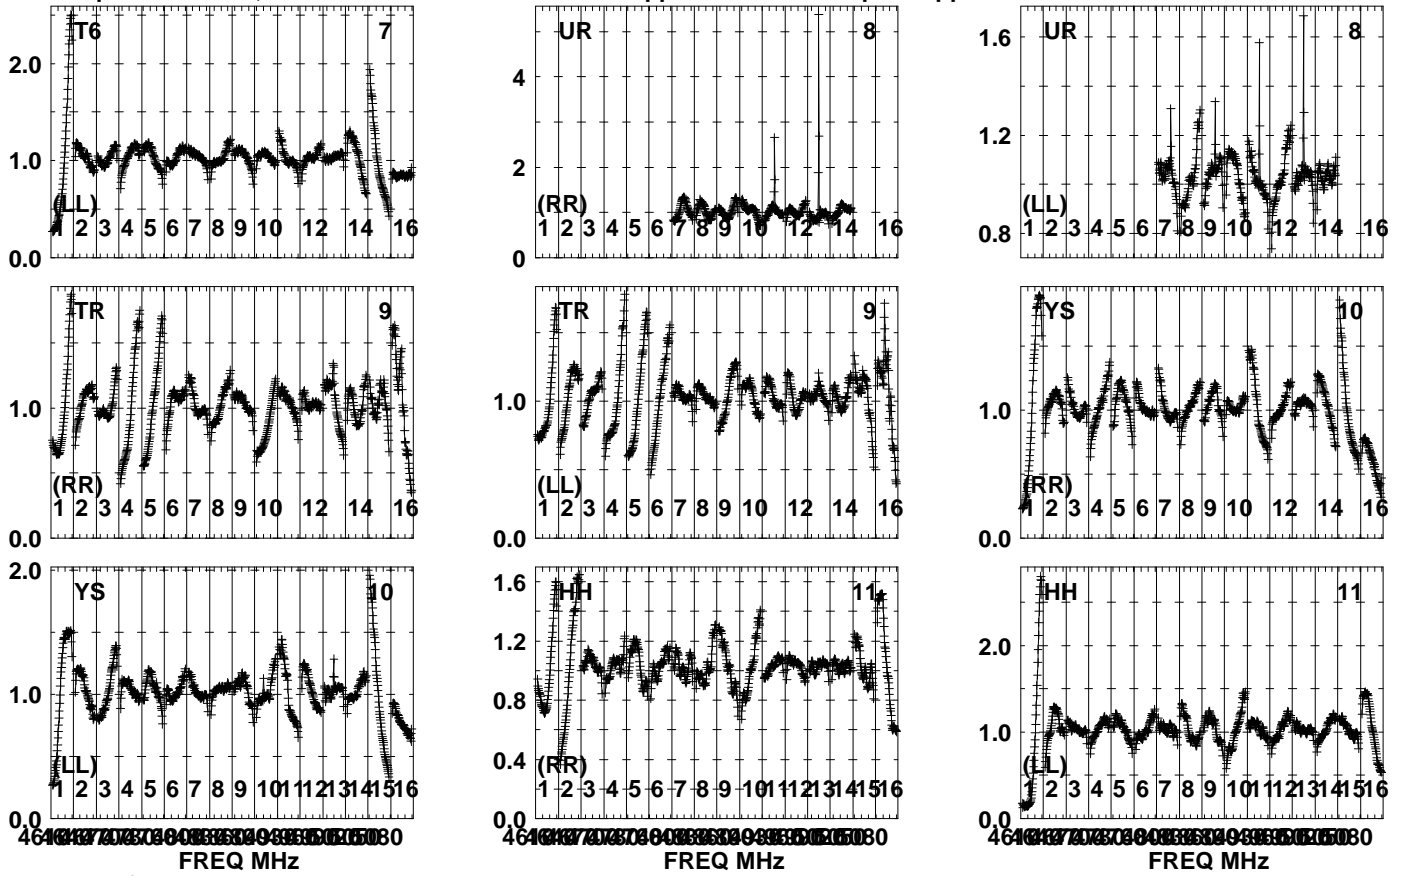 T6 7
2.0
1.0
(LL)
1 2 3 4 5 6 7 8 9 10 12 14 16
0.0
UR 8
4
2
(RR)
1 2 3 4 5 6 7 8 9 10 12 14 16
0
UR 8
1.6
1.2
(LL)
1 2 3 4 5 6 7 8 9 10 12 14 16
0.8
TR 9
1.0
(RR)
1 2 3 4 5 6 7 8 9 10 12 14 16
0.0
TR 9
1.0
(LL)
1 2 3 4 5 6 7 8 9 10 12 14 16
0.0
YS 10
1.0
(RR)
1 2 3 4 5 6 7 8 9 10 12 14 16
0.0
2.0
YS 10
1.0
(LL)
1 2 3 4 5 6 7 8 9 10 11 12 13 14 15 16
0.0
1.6
HH 11
1.2
0.8
0.4
(RR)
1 2 3 4 5 6 7 8 9 10 11 12 13 14 15 16
0.0
HH 11
2.0
1.0
(LL)
1 2 3 4 5 6 7 8 9 10 11 12 13 14 15 16
0.0
FREQ MHz FREQ MHz